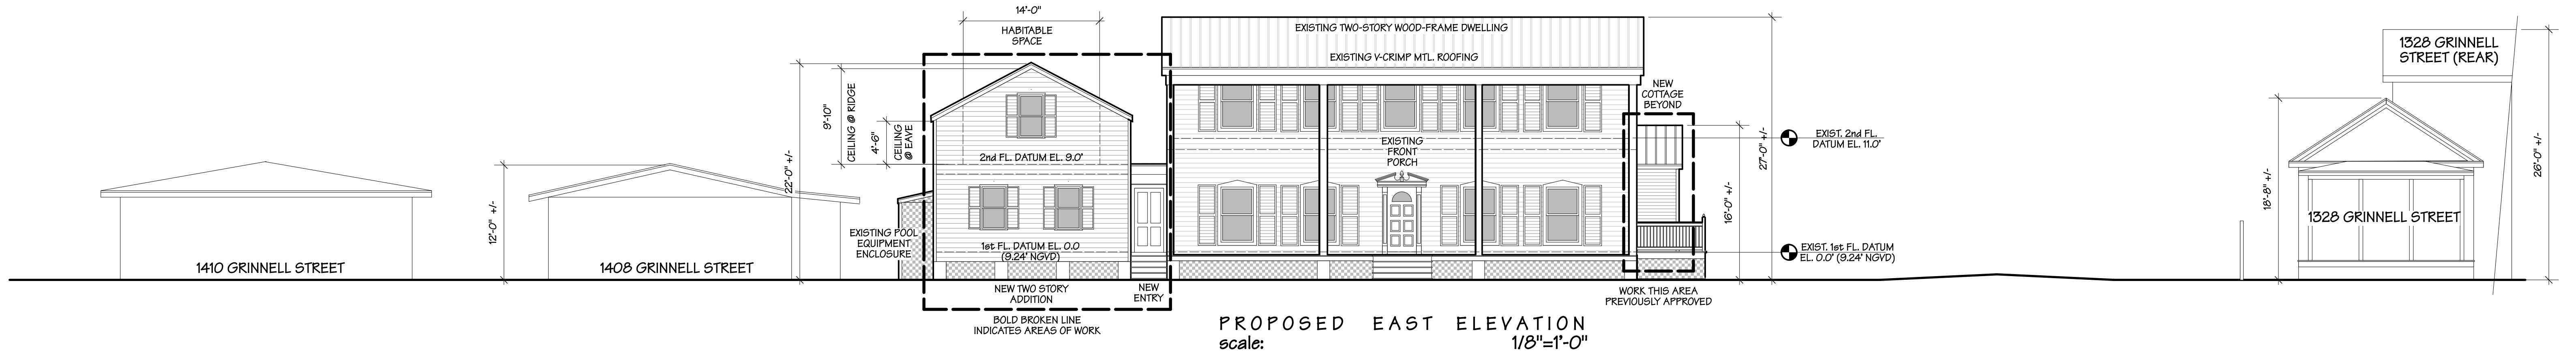 1410 GRINNELL STREET
12'-0" +/-
1408 GRINNELL STREET
22'-0" +/-
9'-10"
CEILING @ RIDGE
4'-6"
CEILING
@ EAVE
14'-0"
HABITABLE
SPACE
2nd FL. DATUM EL. 9.0'
1st FL. DATUM EL. 0.0
(9.24' NGVD)
EXISTING POOL
EQUIPMENT
ENCLOSURE
NEW TWO STORY
ADDITION
NEW
ENTRY
BOLD BROKEN LINE
INDICATES AREAS OF WORK
EXISTING TWO-STORY WOOD-FRAME DWELLING
EXISTING V-CRIMP MTL. ROOFING
EXISTING
FRONT
PORCH
NEW
COTTAGE
BEYOND
16'-0" +/-
27'-0" +/-
EXIST. 2nd FL.
DATUM EL. 11.0'
EXIST. 1st FL. DATUM
EL. 0.0' (9.24' NGVD)
WORK THIS AREA
PREVIOUSLY APPROVED
PROPOSED EAST ELEVATION
scale: 1/8"=1'-0"
18'-8" +/-
1328 GRINNELL STREET
1328 GRINNELL
STREET (REAR)
26'-0" +/-